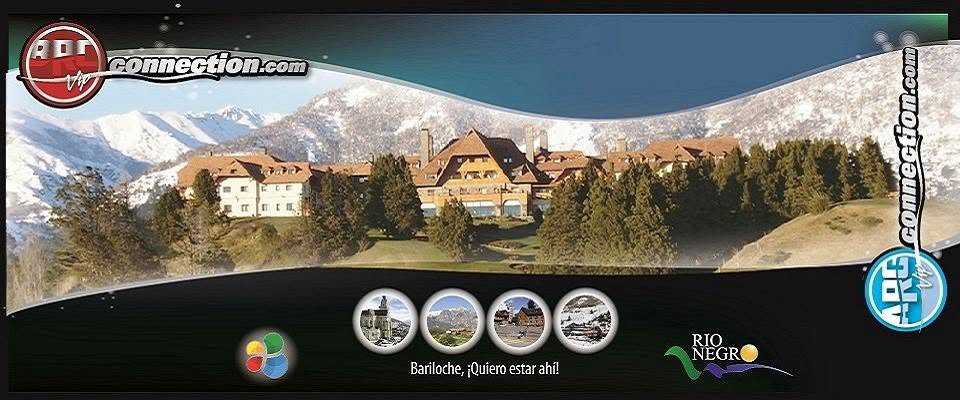 ARG
Vip
connection.com
connection.com
ARG
Vip
Bariloche, ¡Quiero estar ahí!
RIO
NEGRO